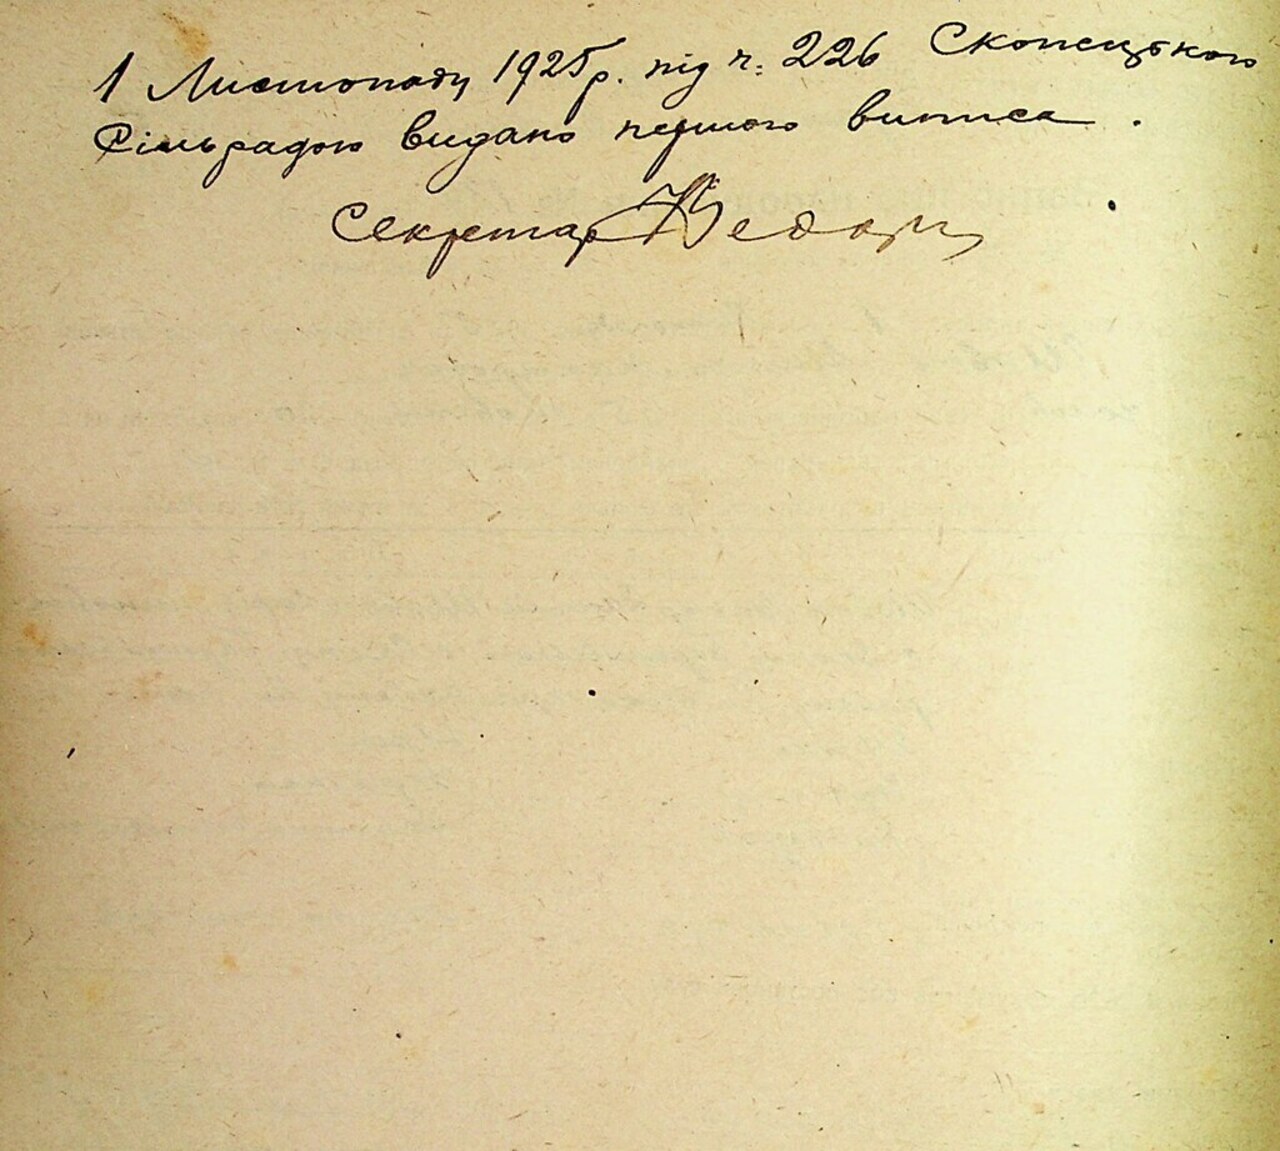 1 Листопаду 1925 р. під ч: 226 Скопецького
Сільрадою видано першого виписа.
Секретар